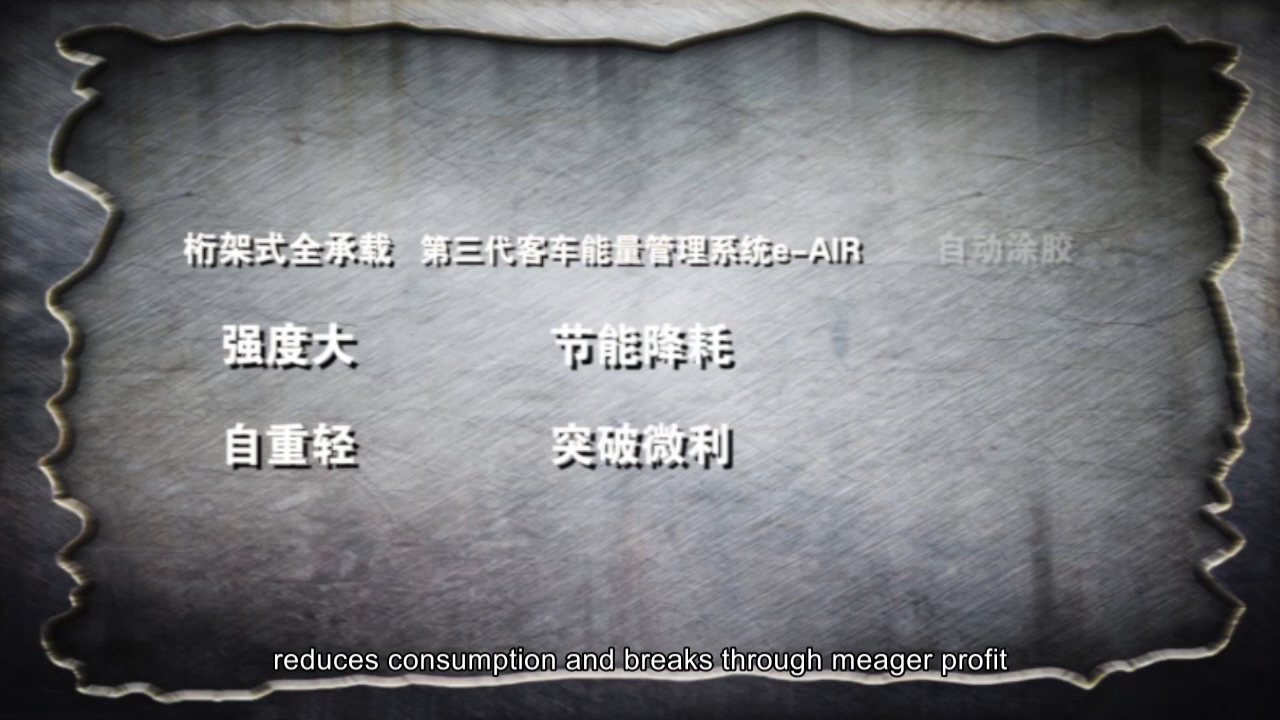 桁架式全承载 第三代客车能量管理系统e-AIR 自动涂胶
强度大 节能降耗
自重轻 突破微利
reduces consumption and breaks through meager profit